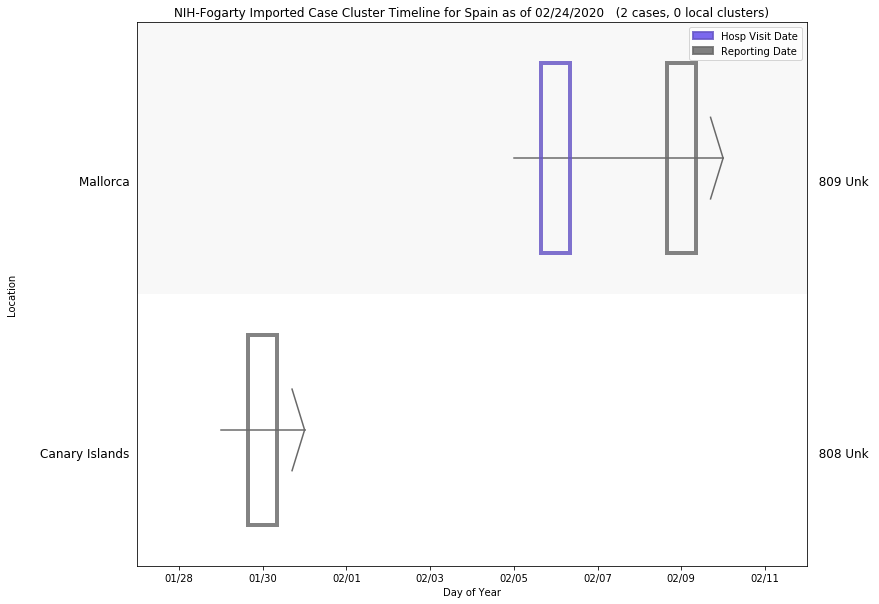 NIH-Fogarty Imported Case Cluster Timeline for Spain as of 02/24/2020   (2 cases, 0 local clusters)
Hosp Visit Date
Reporting Date
Mallorca
809 Unk
Location
Canary Islands
808 Unk
01/28 01/30 02/01 02/03 02/05 02/07 02/09 02/11
Day of Year